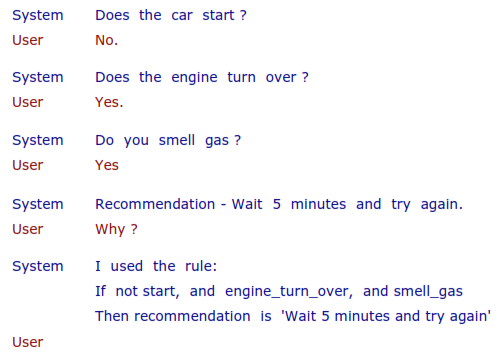 System Does the car start ?
User No.
System Does the engine turn over ?
User Yes.
System Do you smell gas ?
User Yes
System Recommendation - Wait 5 minutes and try again.
User Why ?
System I used the rule:
If not start, and engine_turn_over, and smell_gas
Then recommendation is 'Wait 5 minutes and try again'
User